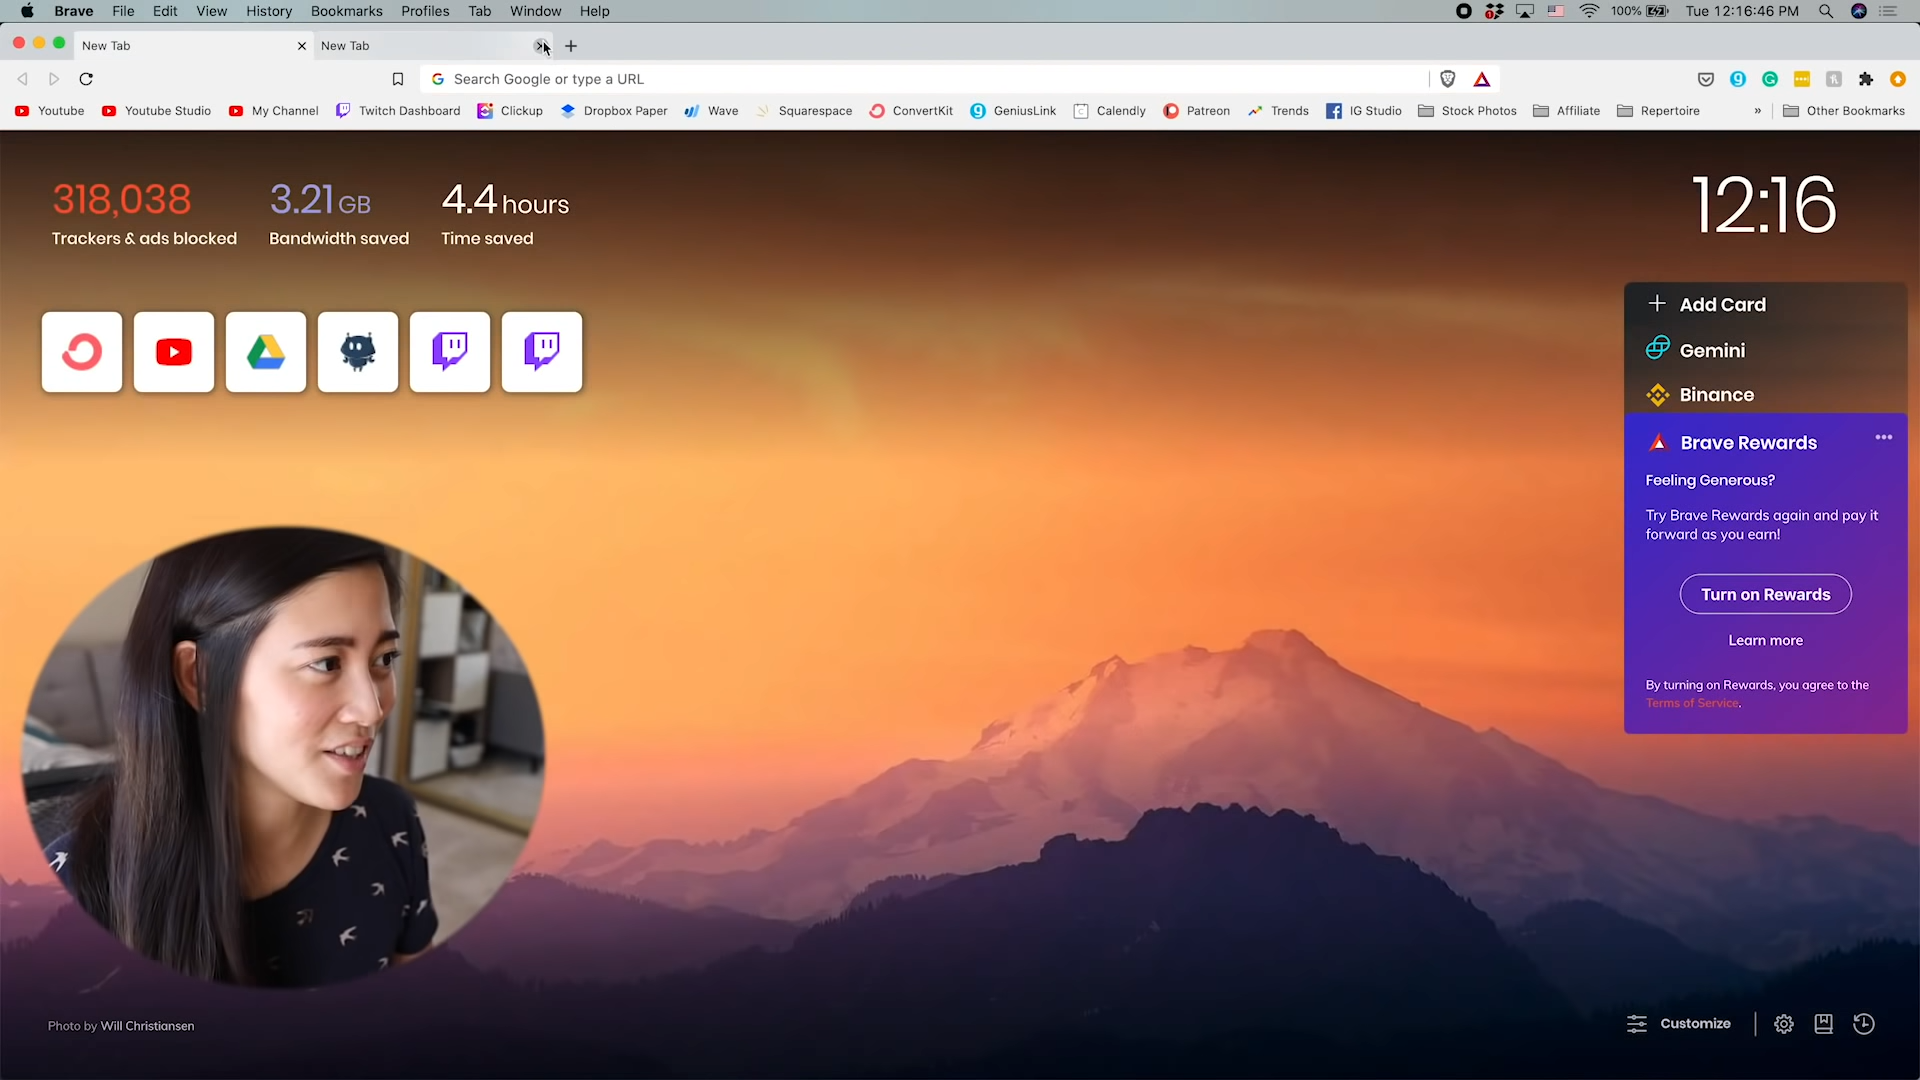 Brave File Edit View History Bookmarks Profiles Tab Window Help 100% Tue 12:16:46 PM
New Tab New Tab
Search Google or type a URL
Youtube Youtube Studio My Channel Twitch Dashboard Clickup Dropbox Paper Wave Squarespace ConvertKit GeniusLink Calendly Patreon Trends IG Studio Stock Photos Affiliate Repertoire » Other Bookmarks
318,038 3.21 GB 4.4 hours
Trackers & ads blocked Bandwidth saved Time saved
12:16
Add Card
Gemini
Binance
Brave Rewards
Feeling Generous?
Try Brave Rewards again and pay it
forward as you earn!
Turn on Rewards
Learn more
By turning on Rewards, you agree to the
Terms of Service.
Photo by Will Christiansen
Customize